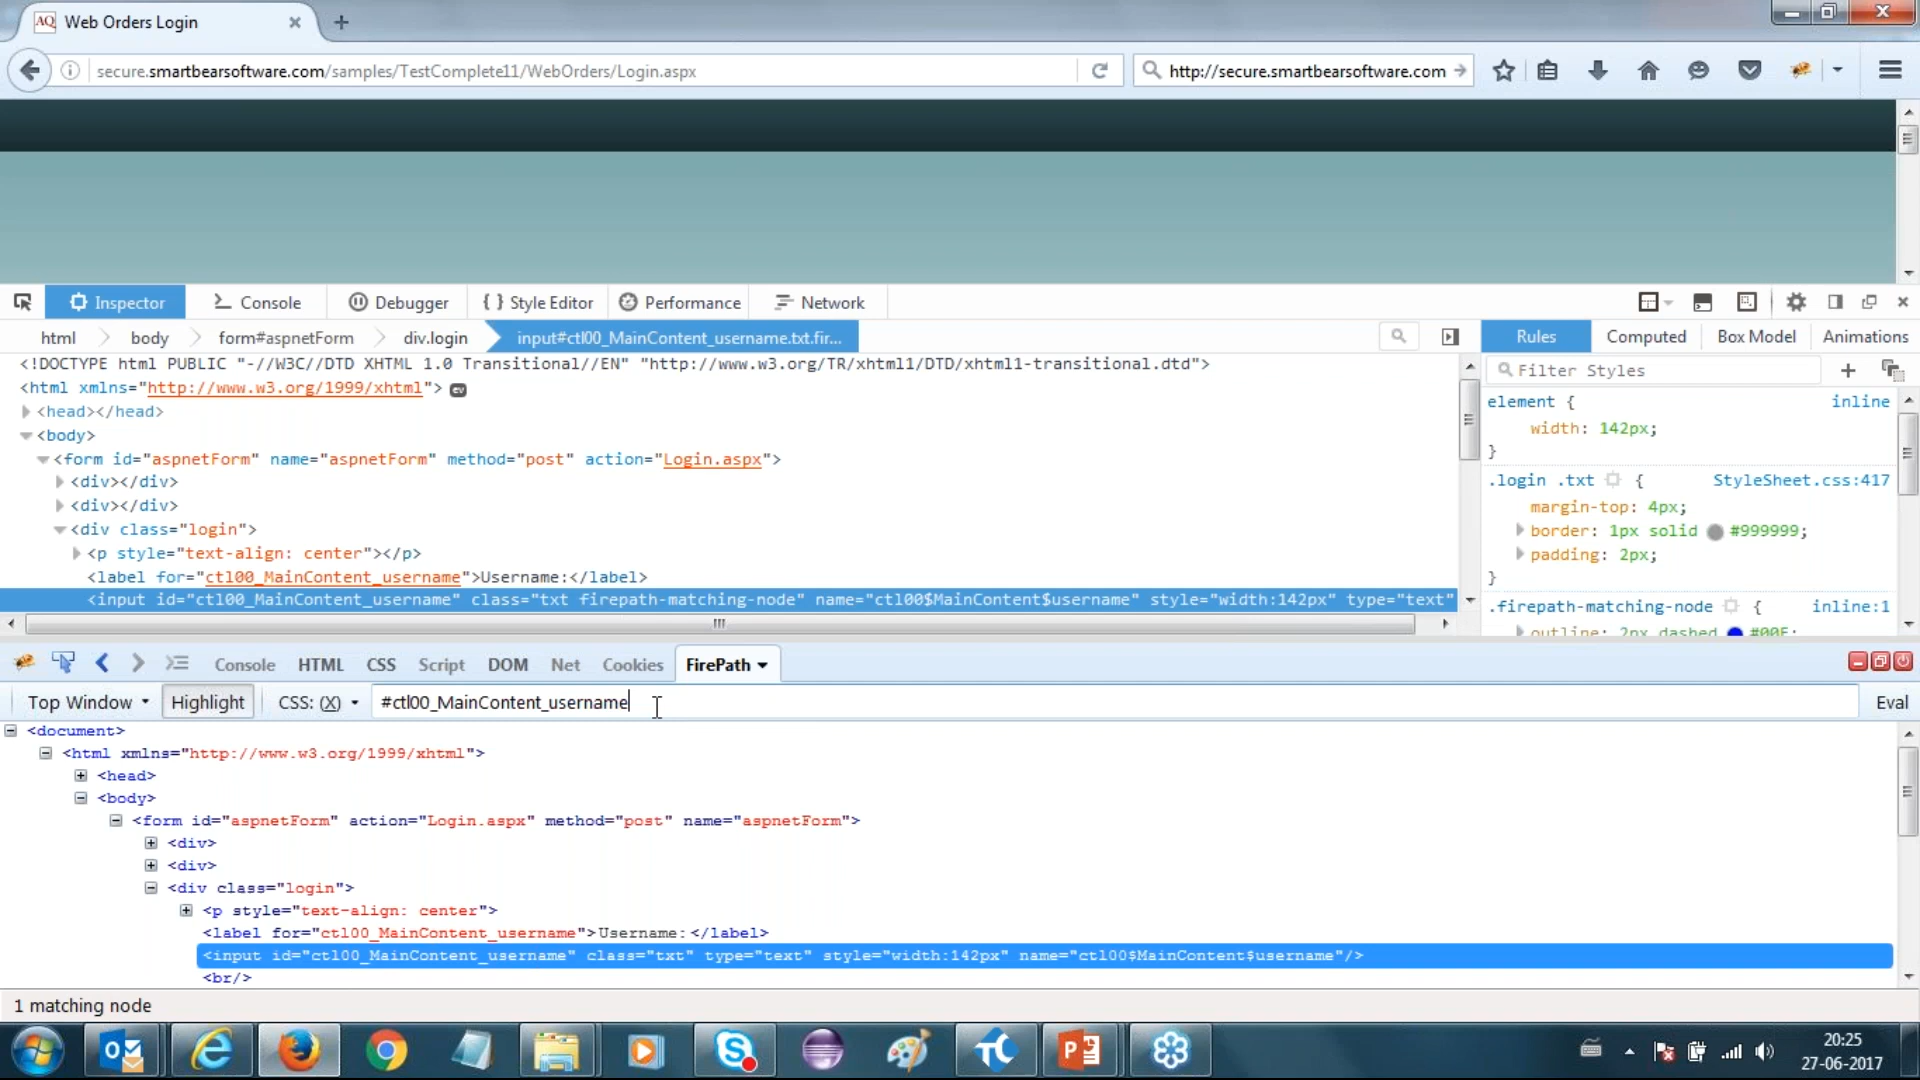 AQ Web Orders Login
secure.smartbearsoftware.com/samples/TestComplete11/WebOrders/Login.aspx
http://secure.smartbearsoftware.com
Inspector Console Debugger Style Editor Performance Network
html body form#aspnetForm div.login input#ctl00_MainContent_username.txt.fir...
Rules Computed Box Model Animations
<!DOCTYPE html PUBLIC "-//W3C//DTD XHTML 1.0 Transitional//EN" "http://www.w3.org/TR/xhtml1/DTD/xhtml1-transitional.dtd">
<html xmlns="http://www.w3.org/1999/xhtml"> ev
<head></head>
<body>
<form id="aspnetForm" name="aspnetForm" method="post" action="Login.aspx">
<div></div>
<div></div>
<div class="login">
<p style="text-align: center"></p>
<label for="ctl00_MainContent_username">Username:</label>
<input id="ctl00_MainContent_username" class="txt firepath-matching-node" name="ctl00$MainContent$username" style="width:142px" type="text"
Filter Styles
element { inline
width: 142px;
}
.login .txt { StyleSheet.css:417
margin-top: 4px;
border: 1px solid #999999;
padding: 2px;
}
.firepath-matching-node { inline:1
outline: 2px dashed #00F;
Console HTML CSS Script DOM Net Cookies FirePath
Top Window Highlight CSS: (X) #ctl00_MainContent_username Eval
<document>
<html xmlns="http://www.w3.org/1999/xhtml">
<head>
<body>
<form id="aspnetForm" action="Login.aspx" method="post" name="aspnetForm">
<div>
<div>
<div class="login">
<p style="text-align: center">
<label for="ctl00_MainContent_username">Username:</label>
<input id="ctl00_MainContent_username" class="txt" type="text" style="width:142px" name="ctl00$MainContent$username"/>
<br/>
1 matching node
20:25
27-06-2017